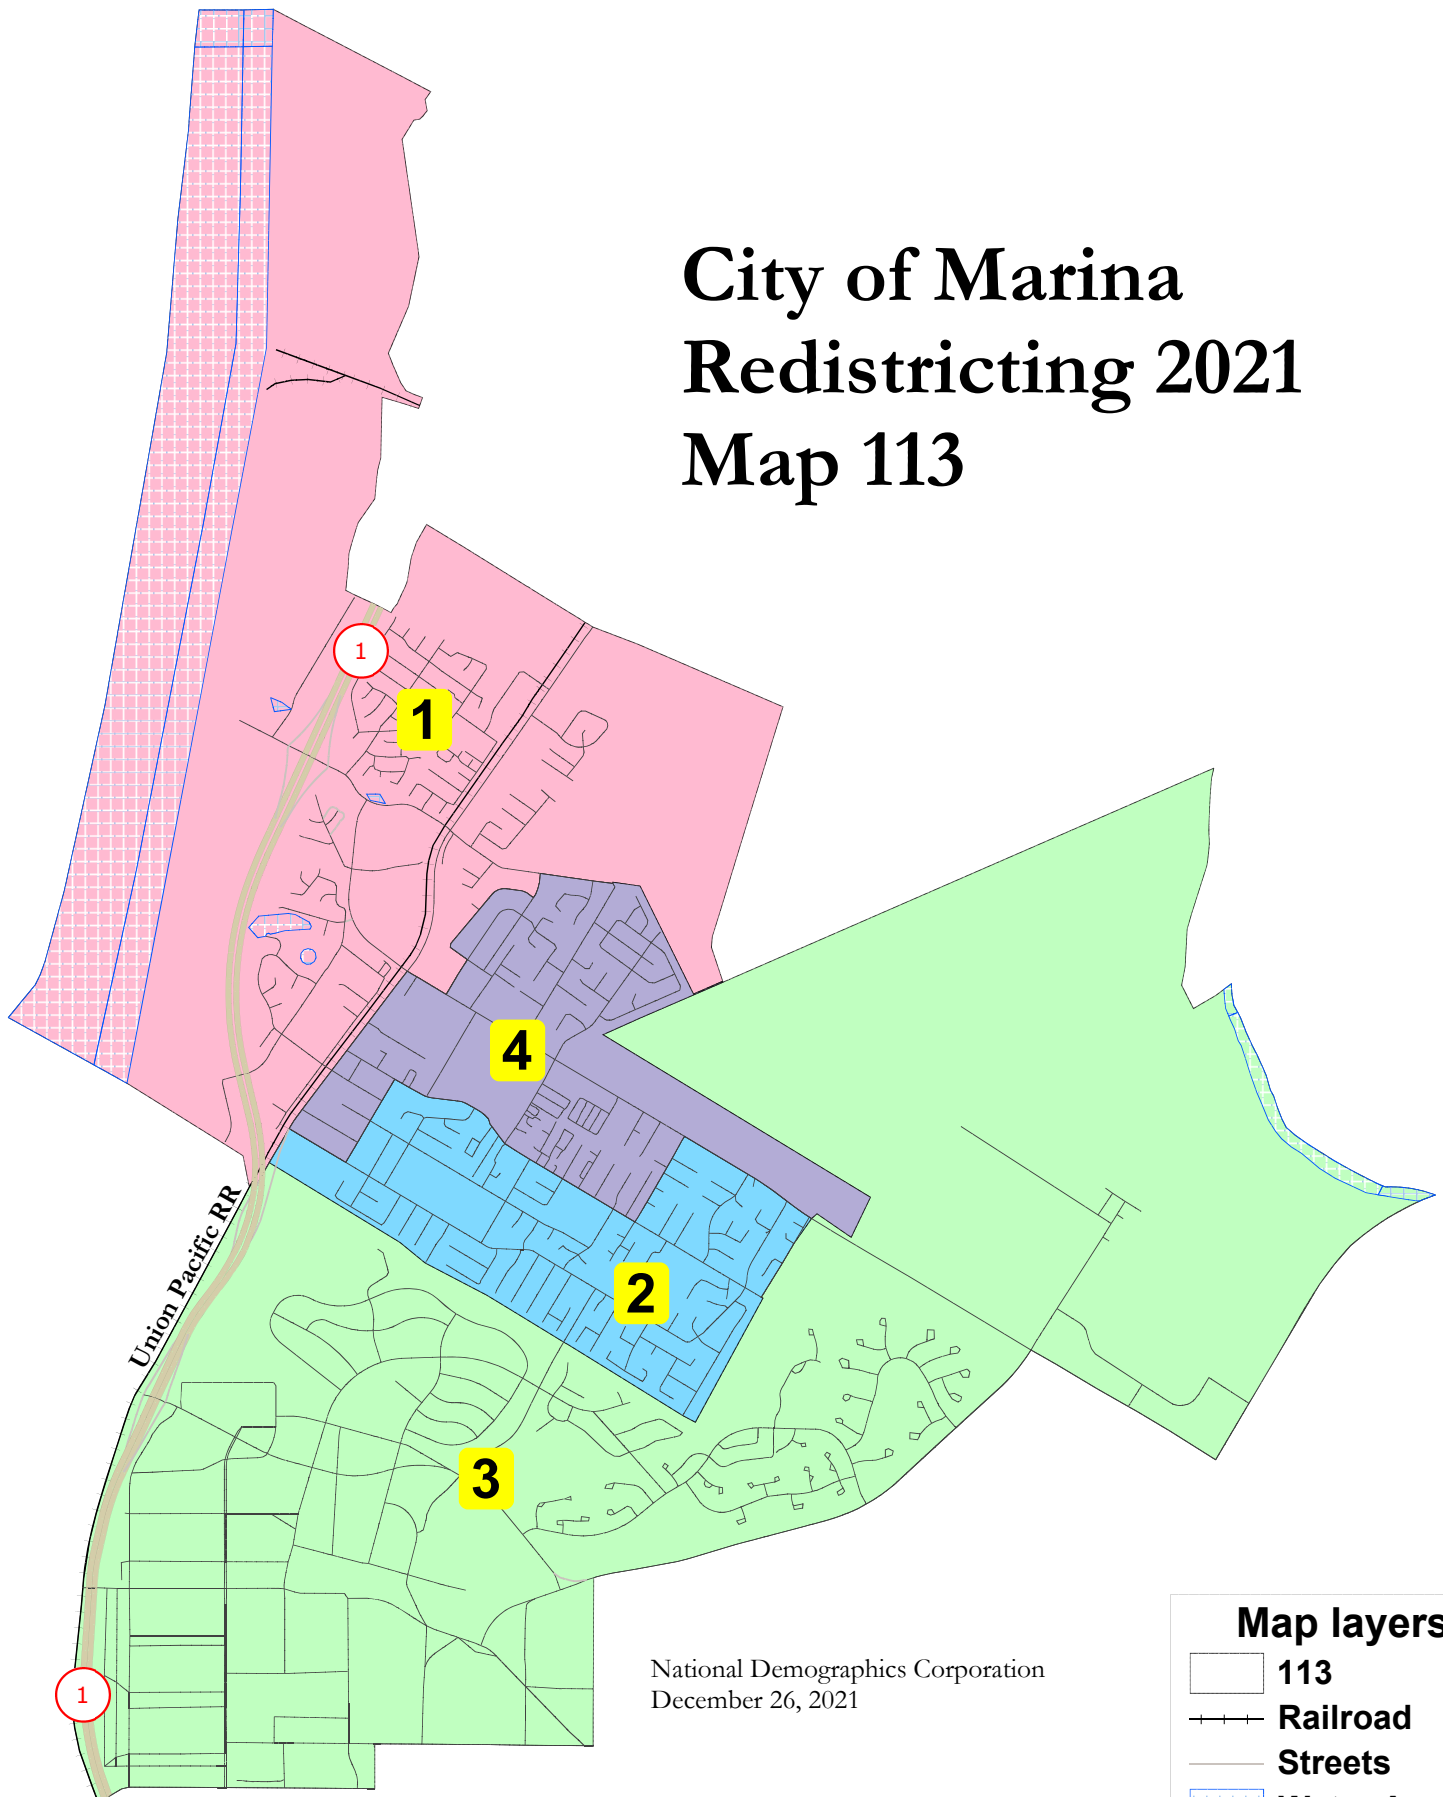 City of Marina
Redistricting 2021
Map 113
1
1
4
2
Union Pacific RR
3
1
National Demographics Corporation
December 26, 2021
Map layers
113
Railroad
Streets